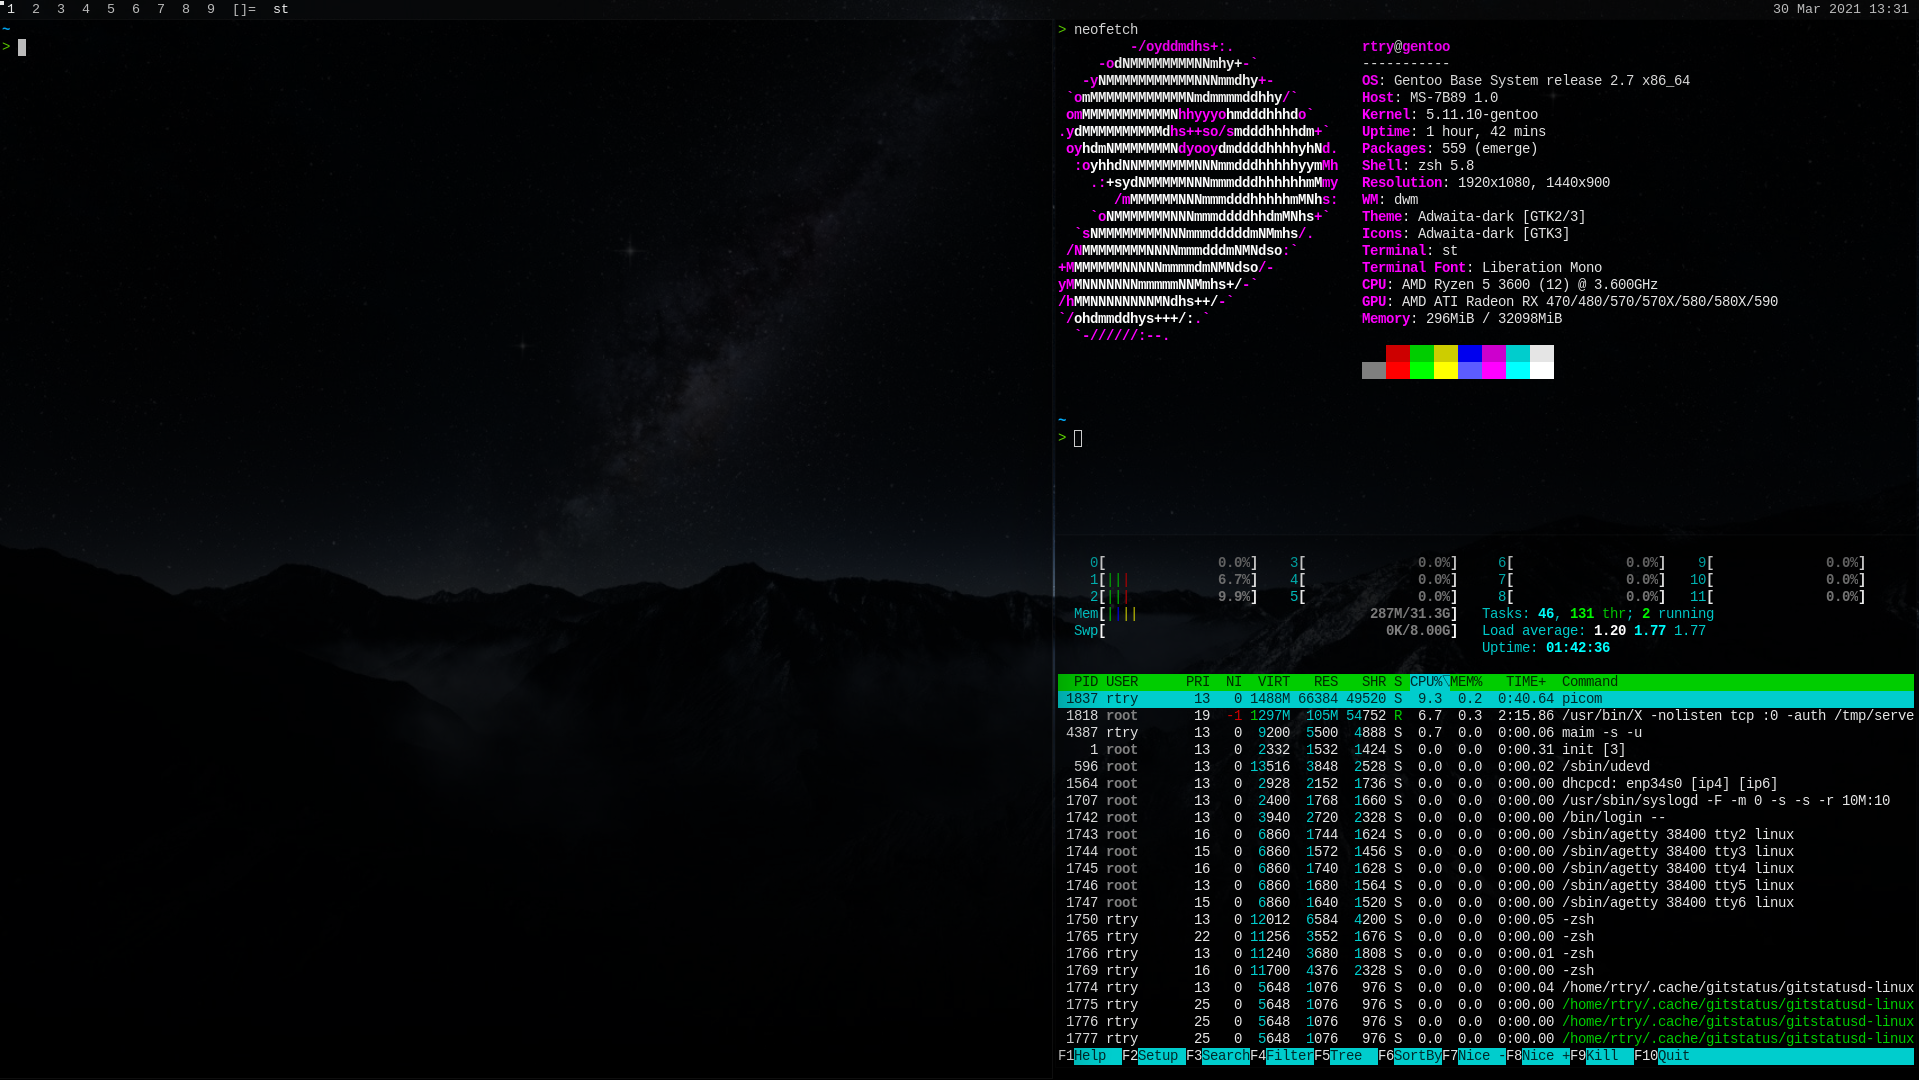 1 2 3 4 5 6 7 8 9 []= st
30 Mar 2021 13:31
~
>
> neofetch
-/oyddmdhs+:.
-odNMMMMMMMMNNmhy+-`
-yNMMMMMMMMMMMNNNmmdhy+-
`omMMMMMMMMMMMMNmdmmmmddhhy/`
omMMMMMMMMMMMNhhyyyohmdddhhhdo`
.ydMMMMMMMMMMdhs++so/smdddhhhhdm+`
oyhdmNMMMMMMMNdyooydmddddhhhhyhNd.
:oyhhdNNMMMMMMMNNNmmdddhhhhhyymMh
.:+sydNMMMMMNNNmmmdddhhhhhhmMmy
/mMMMMMMNNNmmmdddhhhhhmMNhs:
`oNMMMMMMMNNNmmmddddhhdmMNhs+`
`sNMMMMMMMMNNNmmmdddddmNMmhs/.
/NMMMMMMMMNNNNmmmdddmNMNdso:`
+MMMMMMMNNNNNmmmmdmNMNdso/-
yMMNNNNNNNmmmmmNNMmhs+/-`
/hMMNNNNNNNNMNdhs++/-`
`/ohdmmddhys+++/:.`
`-//////:--.
rtry@gentoo
-----------
OS: Gentoo Base System release 2.7 x86_64
Host: MS-7B89 1.0
Kernel: 5.11.10-gentoo
Uptime: 1 hour, 42 mins
Packages: 559 (emerge)
Shell: zsh 5.8
Resolution: 1920x1080, 1440x900
WM: dwm
Theme: Adwaita-dark [GTK2/3]
Icons: Adwaita-dark [GTK3]
Terminal: st
Terminal Font: Liberation Mono
CPU: AMD Ryzen 5 3600 (12) @ 3.600GHz
GPU: AMD ATI Radeon RX 470/480/570/570X/580/580X/590
Memory: 296MiB / 32098MiB
~
>
0[ 0.0%] 3[ 0.0%] 6[ 0.0%] 9[ 0.0%]
1[||| 6.7%] 4[ 0.0%] 7[ 0.0%] 10[ 0.0%]
2[||| 9.9%] 5[ 0.0%] 8[ 0.0%] 11[ 0.0%]
Mem[|||| 287M/31.3G] Tasks: 46, 131 thr; 2 running
Swp[ 0K/8.00G] Load average: 1.20 1.77 1.77
Uptime: 01:42:36
PID USER PRI NI VIRT RES SHR S CPU%\MEM% TIME+ Command
1837 rtry 13 0 1488M 66384 49520 S 9.3 0.2 0:40.64 picom
1818 root 19 -1 1297M 105M 54752 R 6.7 0.3 2:15.86 /usr/bin/X -nolisten tcp :0 -auth /tmp/serve
4387 rtry 13 0 9200 5500 4888 S 0.7 0.0 0:00.06 maim -s -u
1 root 13 0 2332 1532 1424 S 0.0 0.0 0:00.31 init [3]
596 root 13 0 13516 3848 2528 S 0.0 0.0 0:00.02 /sbin/udevd
1564 root 13 0 2928 2152 1736 S 0.0 0.0 0:00.00 dhcpcd: enp34s0 [ip4] [ip6]
1707 root 13 0 2400 1768 1660 S 0.0 0.0 0:00.00 /usr/sbin/syslogd -F -m 0 -s -s -r 10M:10
1742 root 13 0 3940 2720 2328 S 0.0 0.0 0:00.00 /bin/login --
1743 root 16 0 6860 1744 1624 S 0.0 0.0 0:00.00 /sbin/agetty 38400 tty2 linux
1744 root 15 0 6860 1572 1456 S 0.0 0.0 0:00.00 /sbin/agetty 38400 tty3 linux
1745 root 16 0 6860 1740 1628 S 0.0 0.0 0:00.00 /sbin/agetty 38400 tty4 linux
1746 root 13 0 6860 1680 1564 S 0.0 0.0 0:00.00 /sbin/agetty 38400 tty5 linux
1747 root 15 0 6860 1640 1520 S 0.0 0.0 0:00.00 /sbin/agetty 38400 tty6 linux
1750 rtry 13 0 12012 6584 4200 S 0.0 0.0 0:00.05 -zsh
1765 rtry 22 0 11256 3552 1676 S 0.0 0.0 0:00.00 -zsh
1766 rtry 13 0 11240 3680 1808 S 0.0 0.0 0:00.01 -zsh
1769 rtry 16 0 11700 4376 2328 S 0.0 0.0 0:00.00 -zsh
1774 rtry 13 0 5648 1076 976 S 0.0 0.0 0:00.04 /home/rtry/.cache/gitstatus/gitstatusd-linux
1775 rtry 25 0 5648 1076 976 S 0.0 0.0 0:00.00 /home/rtry/.cache/gitstatus/gitstatusd-linux
1776 rtry 25 0 5648 1076 976 S 0.0 0.0 0:00.00 /home/rtry/.cache/gitstatus/gitstatusd-linux
1777 rtry 25 0 5648 1076 976 S 0.0 0.0 0:00.00 /home/rtry/.cache/gitstatus/gitstatusd-linux
F1Help F2Setup F3SearchF4FilterF5Tree F6SortByF7Nice -F8Nice +F9Kill F10Quit